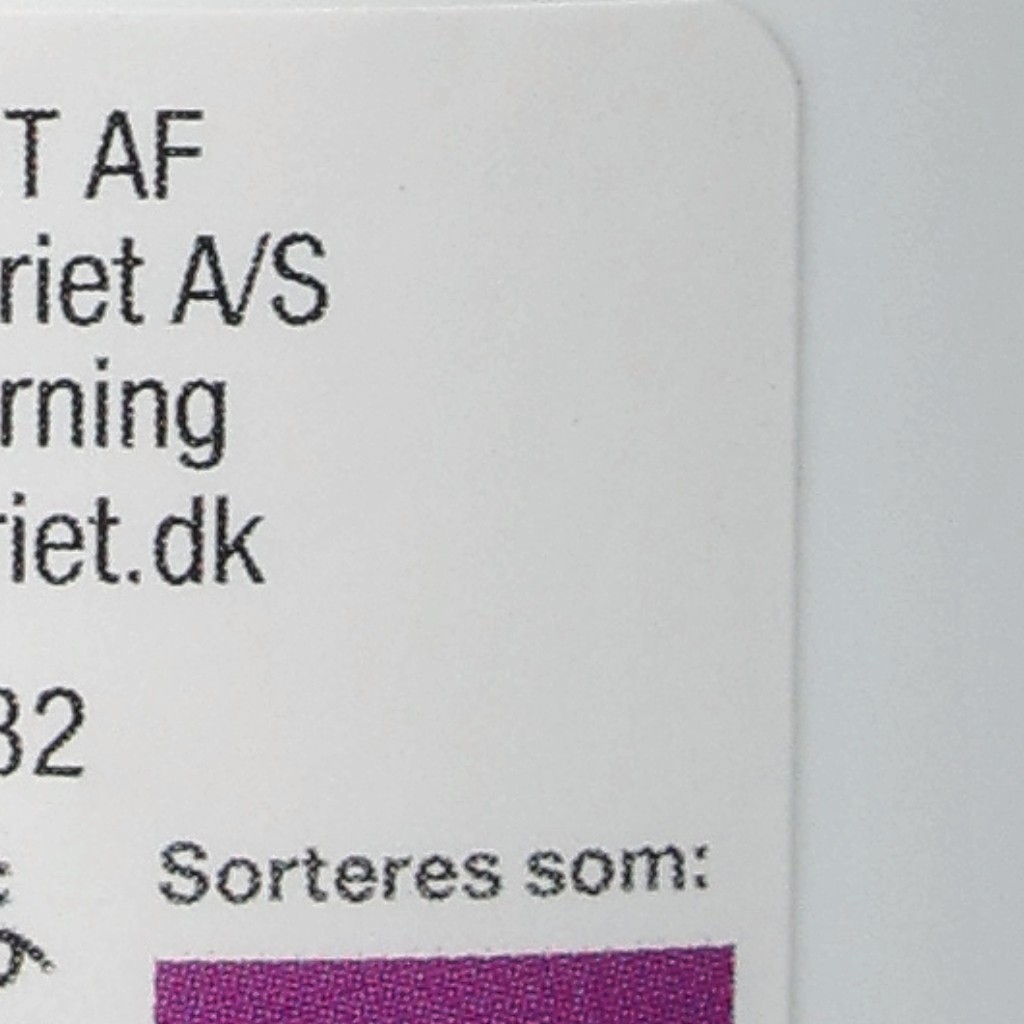 T AF
riet A/S
rning
riet.dk
32
Sorteres som: